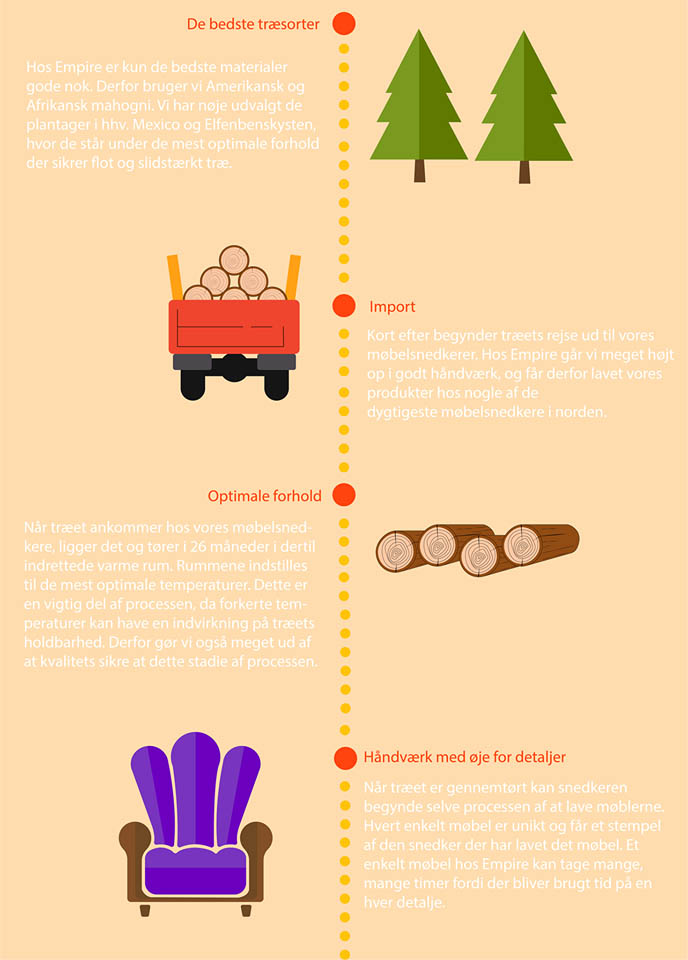 De bedste træsorter
Hos Empire er kun de bedste materialer
gode nok. Derfor bruger vi Amerikansk og
Afrikansk mahogni. Vi har nøje udvalgt de
plantager i hhv. Mexico og Elfenbenskysten,
hvor de står under de mest optimale forhold
der sikrer flot og slidstærkt træ.
Import
Kort efter begynder træets rejse ud til vores
møbelsnedkerer. Hos Empire går vi meget højt
op i godt håndværk, og får derfor lavet vores
produkter hos nogle af de
dygtigeste møbelsnedkere i norden.
Optimale forhold
Når træet ankommer hos vores møbelsned-
kere, ligger det og tører i 26 måneder i dertil
indrettede varme rum. Rummene indstilles
til de mest optimale temperaturer. Dette er
en vigtig del af processen, da forkerte tem-
peraturer kan have en indvirkning på træets
holdbarhed. Derfor gør vi også meget ud af
at kvalitets sikre at dette stadie af processen.
Håndværk med øje for detaljer
Når træet er gennemtørt kan snedkeren
begynde selve processen af at lave møblerne.
Hvert enkelt møbel er unikt og får et stempel
af den snedker der har lavet det møbel. Et
enkelt møbel hos Empire kan tage mange,
mange timer fordi der bliver brugt tid på en
hver detalje.